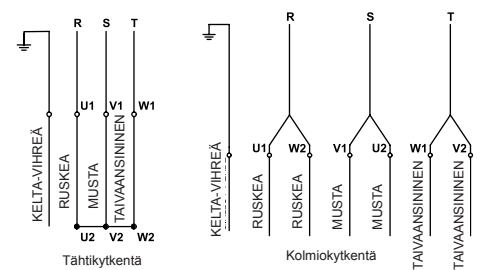 R S T
U1 V1 W1
KELTA-VIHREÄ
RUSKEA
MUSTA
TAIVAANSININEN
U2 V2 W2
Tähtikytkentä
R S T
U1 W2 V1 U2 W1 V2
KELTA-VIHREÄ
RUSKEA
RUSKEA
MUSTA
MUSTA
TAIVAANSININEN
TAIVAANSININEN
Kolmiokytkentä